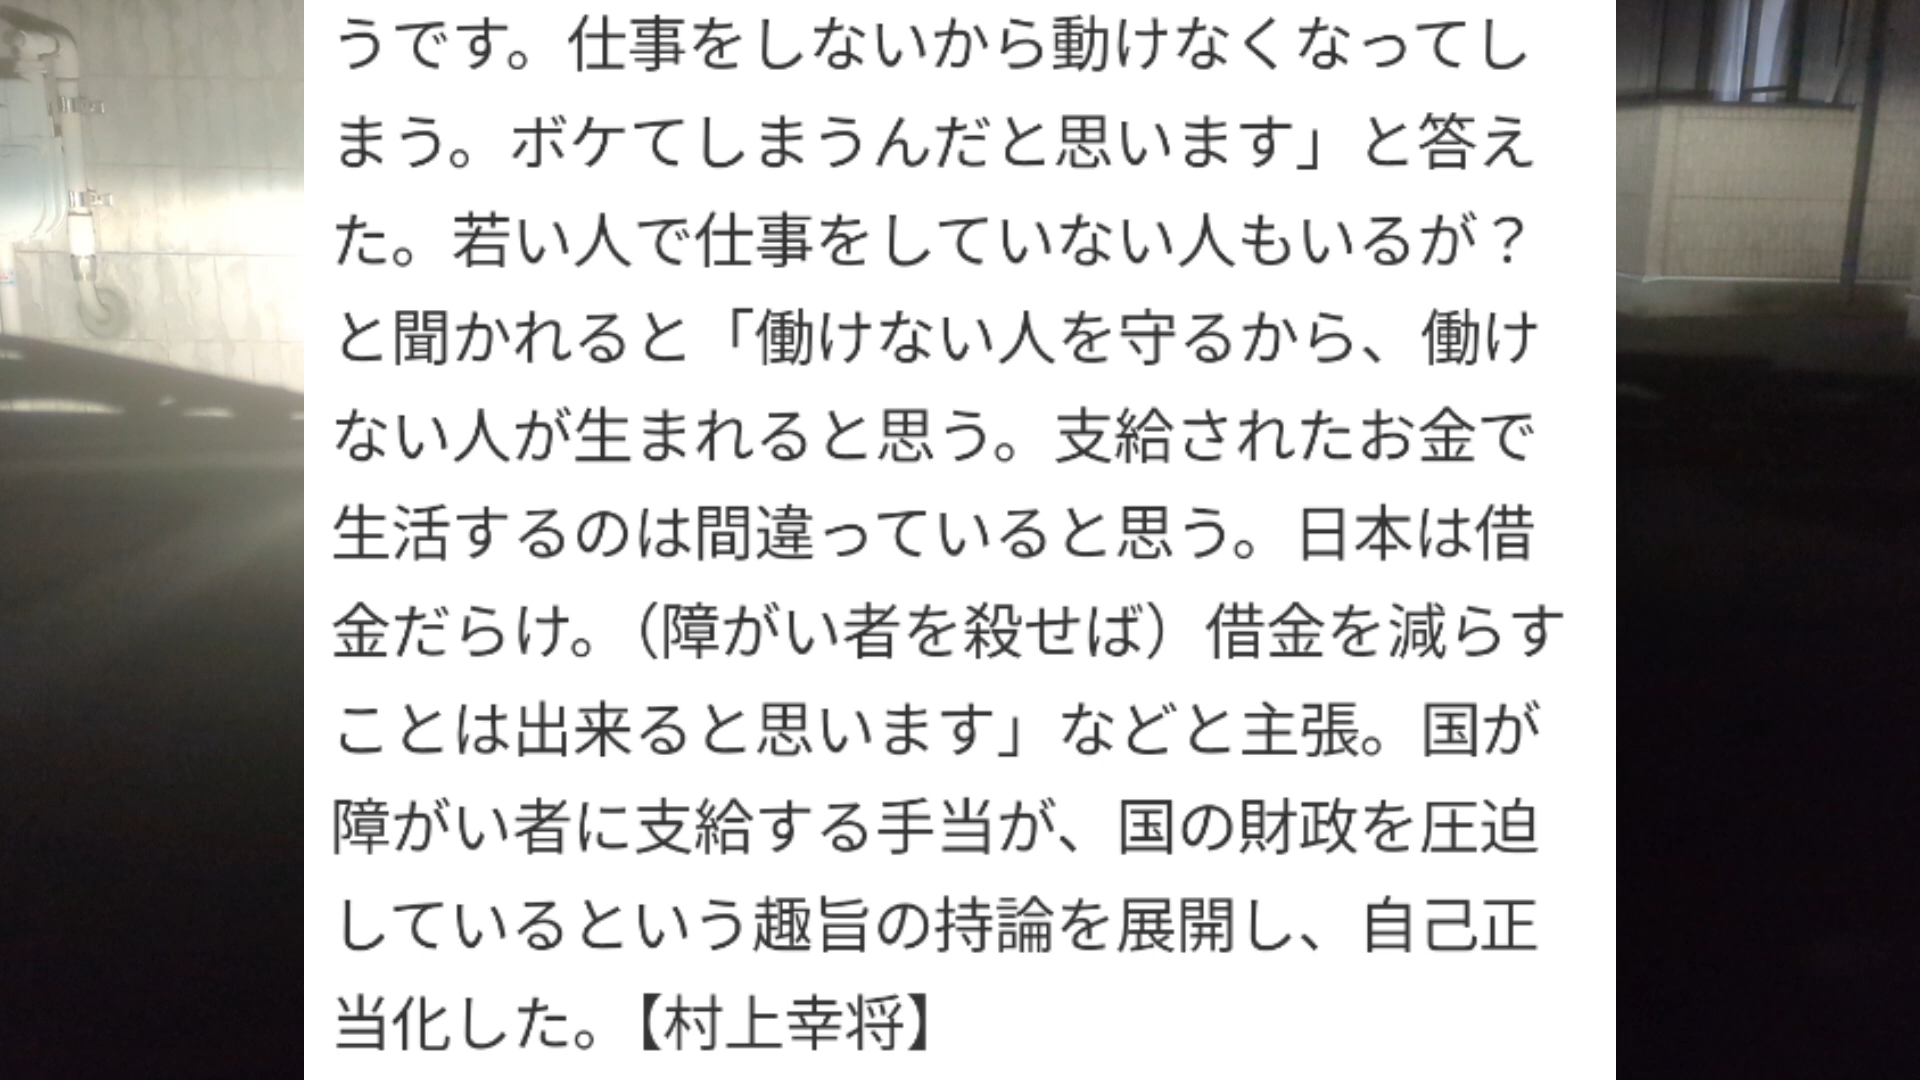 うです。仕事をしないから動けなくなってし
まう。ボケてしまうんだと思います」と答え
た。若い人で仕事をしていない人もいるが？
と聞かれると「働けない人を守るから、働け
ない人が生まれると思う。支給されたお金で
生活するのは間違っていると思う。日本は借
金だらけ。（障がい者を殺せば）借金を減らす
ことは出来ると思います」などと主張。国が
障がい者に支給する手当が、国の財政を圧迫
しているという趣旨の持論を展開し、自己正
当化した。【村上幸将】